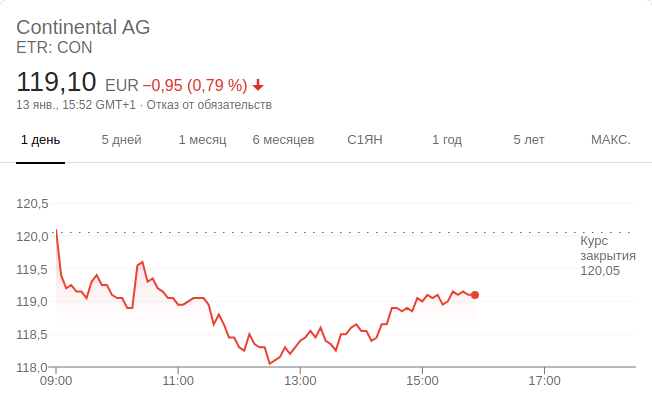 Continental AG
ETR: CON
119,10 EUR −0,95 (0,79 %)
13 янв., 15:52 GMT+1 · Отказ от обязательств
1 день 5 дней 1 месяц 6 месяцев С1ЯН 1 год 5 лет МАКС.
120,5
120,0
Курс
закрытия
120,05
119,5
119,0
118,5
118,0
09:00 11:00 13:00 15:00 17:00